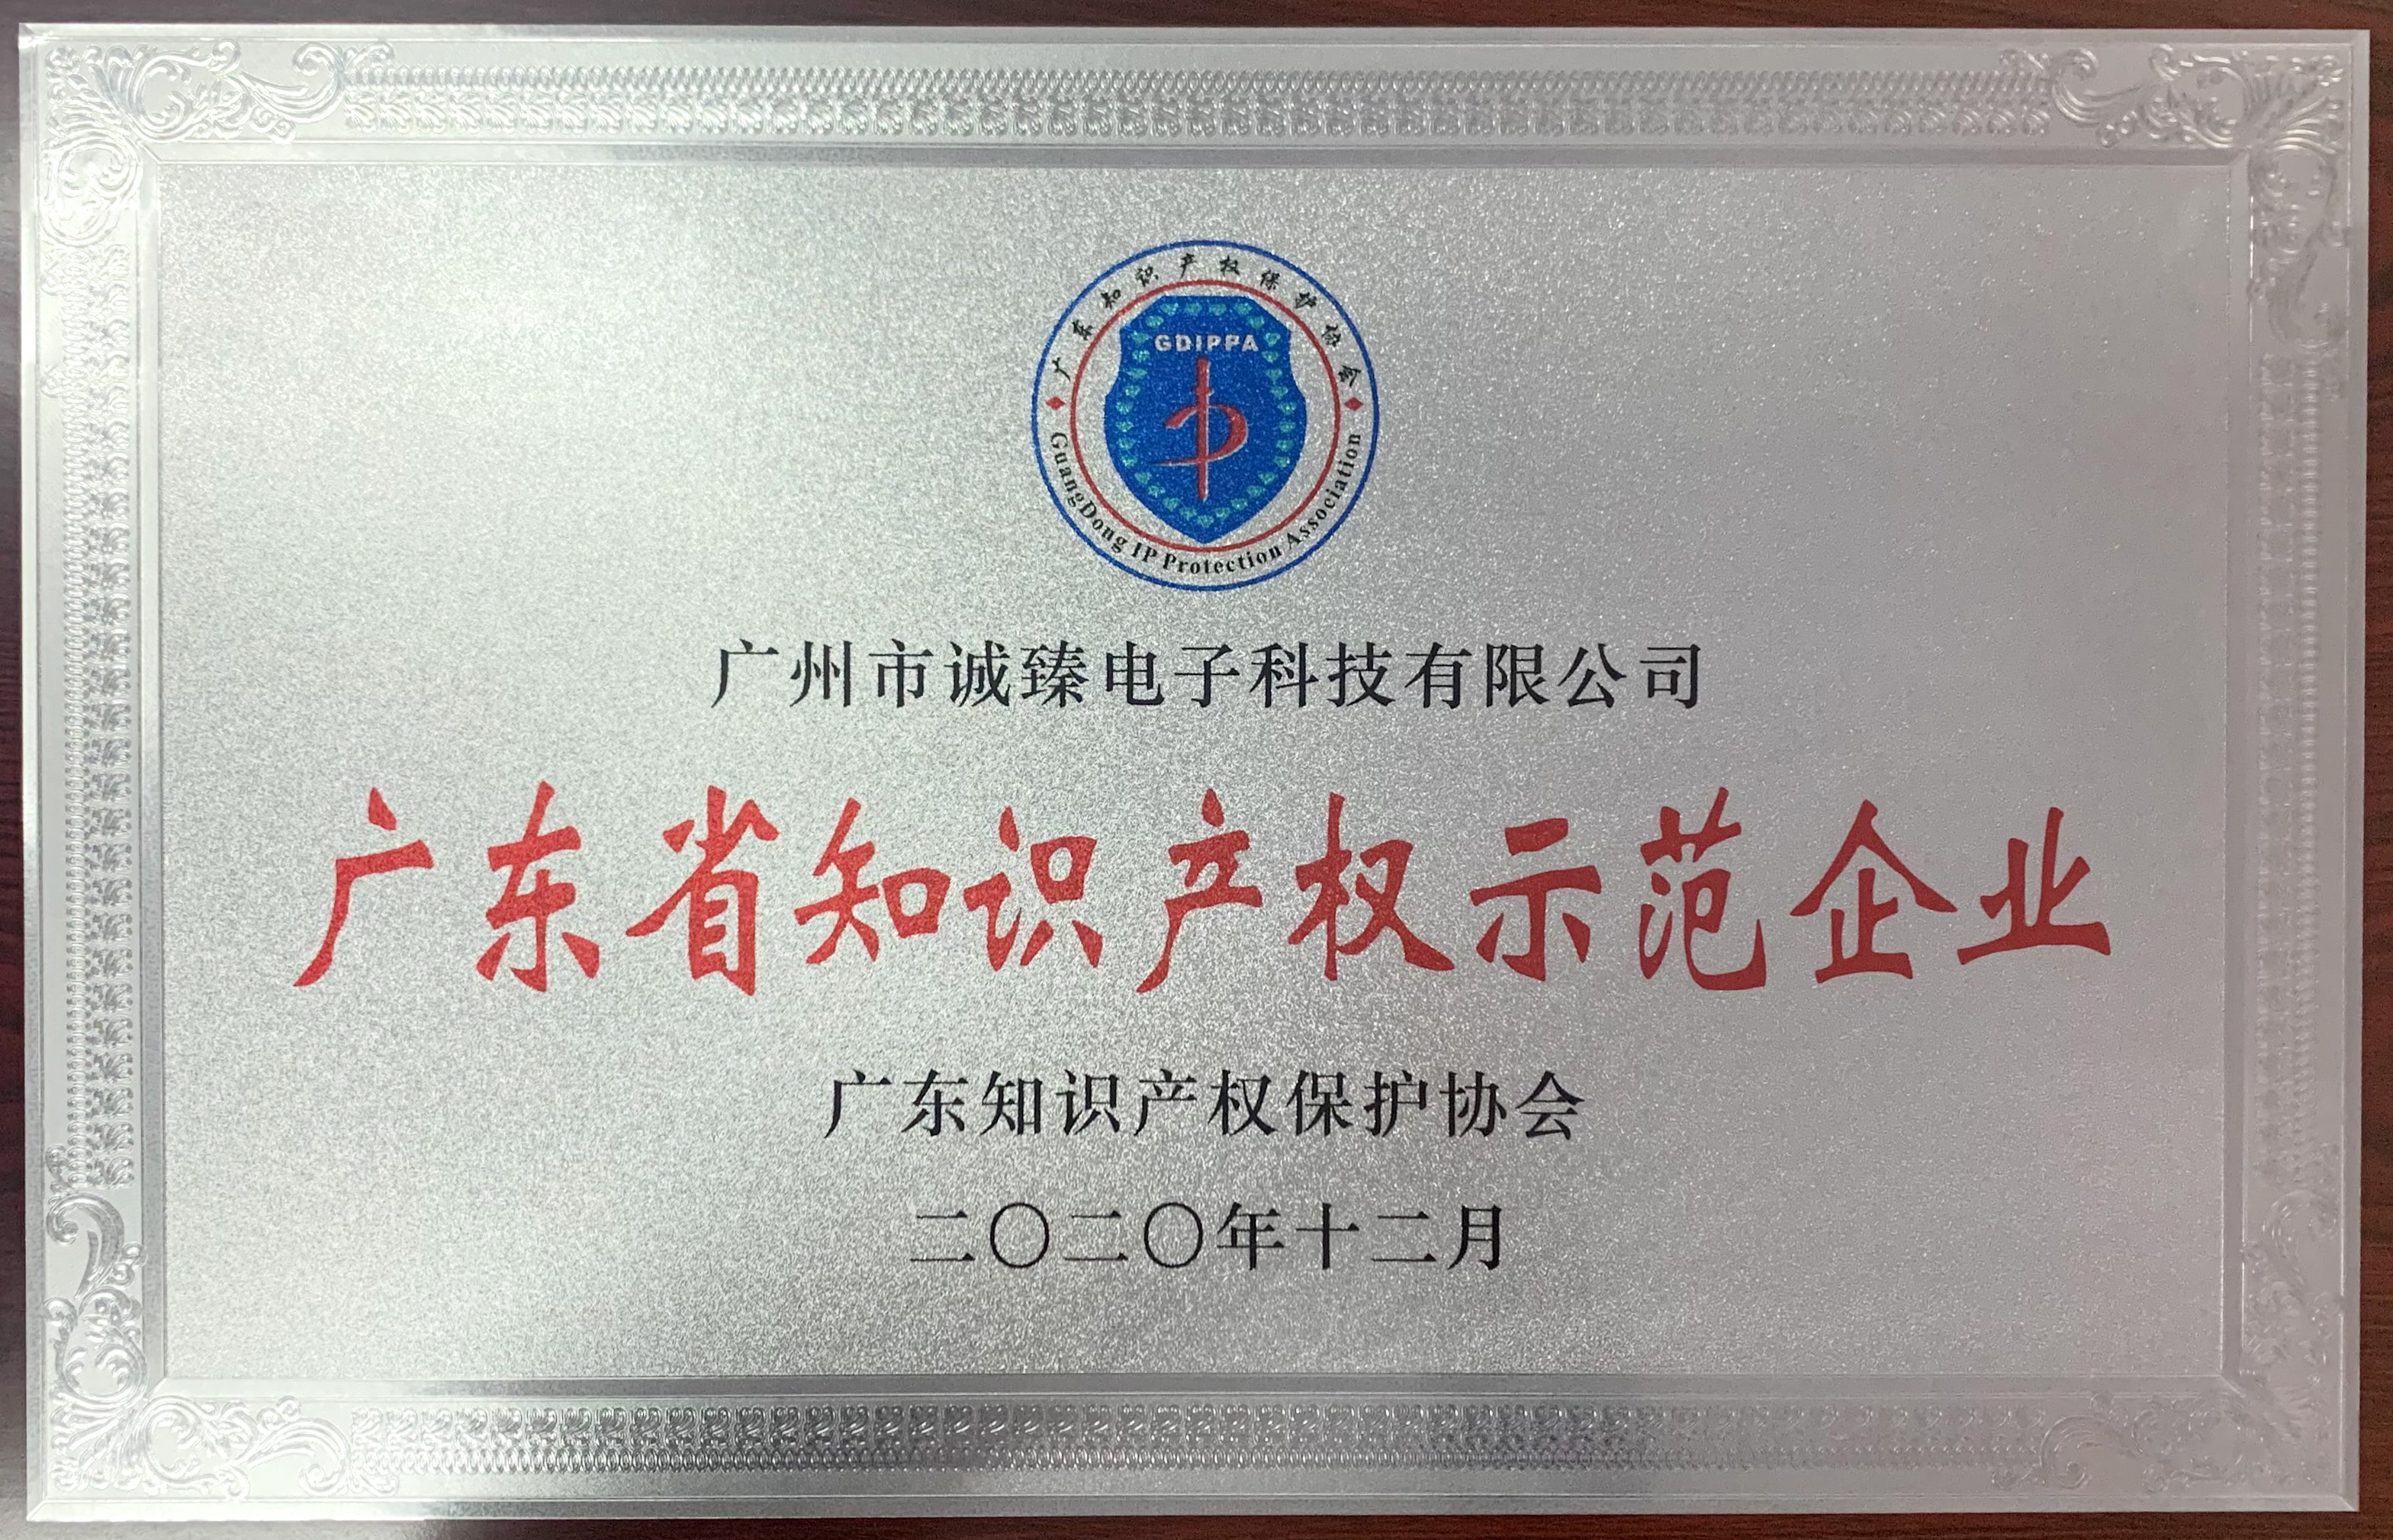 广东知识产权保护协会
GDIPPA
GuangDong IP Protection Association
广州市诚臻电子科技有限公司
广东省知识产权示范企业
广东知识产权保护协会
二〇二〇年十二月